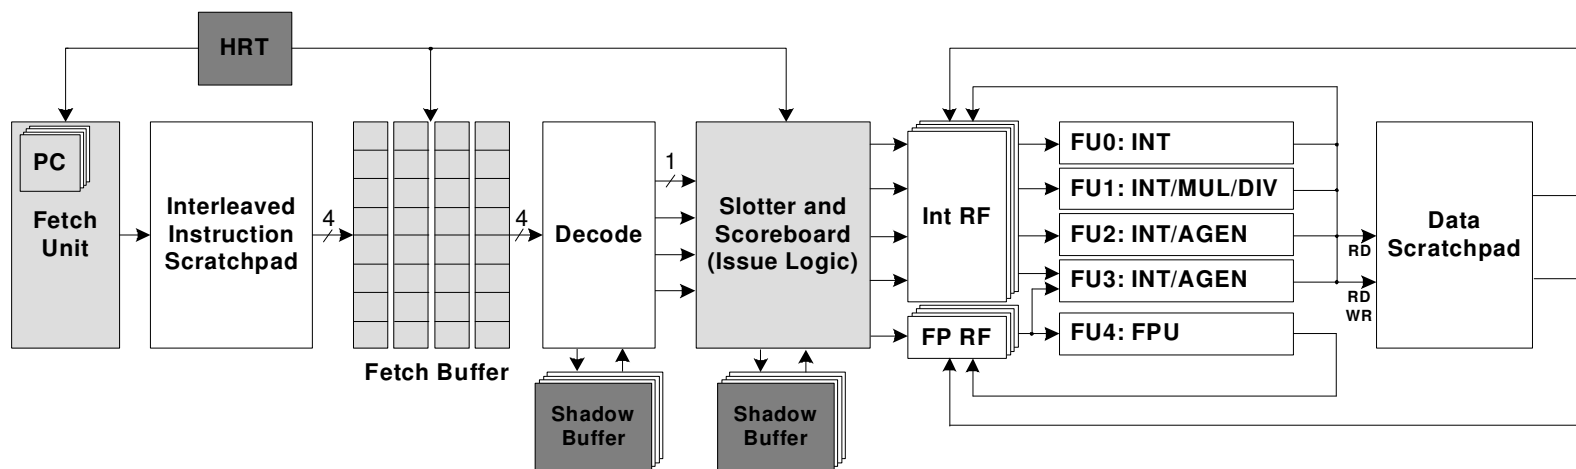 HRT
PC
Fetch
Unit
Interleaved
Instruction
Scratchpad
4
Fetch Buffer
4
Decode
1
Shadow
Buffer
Slotter and
Scoreboard
(Issue Logic)
Shadow
Buffer
Int RF
FP RF
FU0: INT
FU1: INT/MUL/DIV
FU2: INT/AGEN
FU3: INT/AGEN
FU4: FPU
RD
RD
WR
Data
Scratchpad